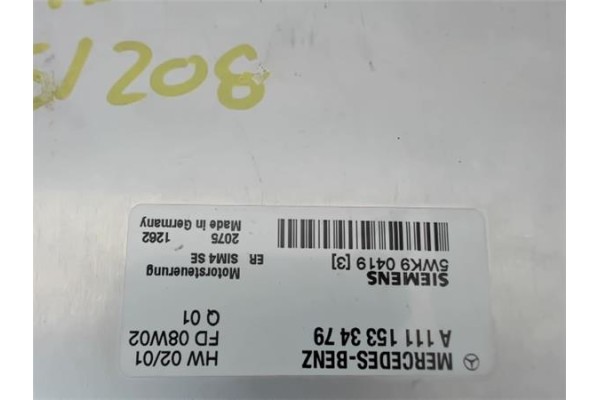 MERCEDES-BENZ HW 02/01
A 111 153 34 79 FD 08W02
Q 01
SIEMENS Motorsteuerung
5WK9 0419 [3] ER SIM4 SE
2075 1262
Made in Germany